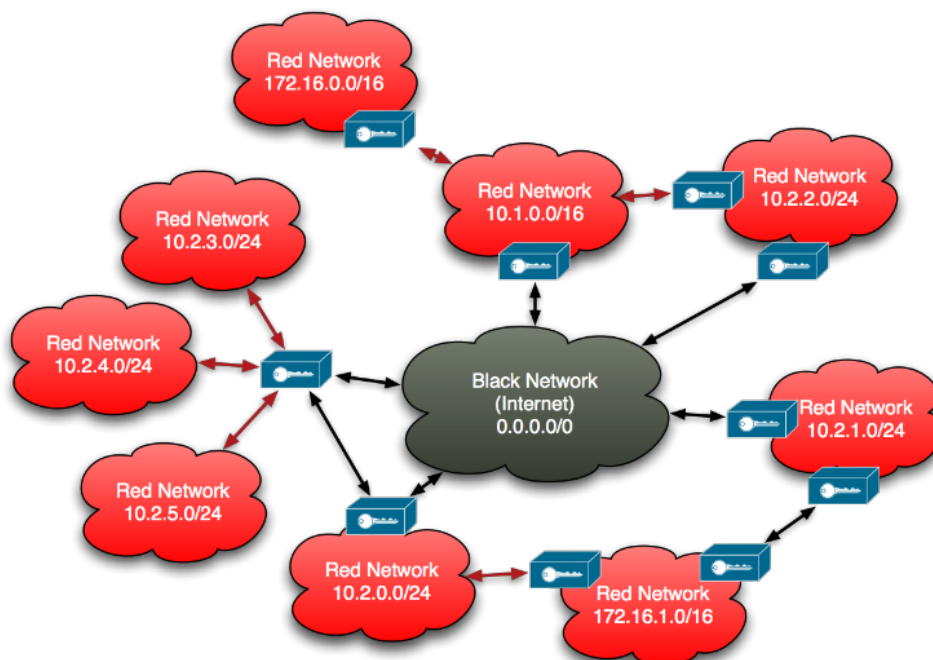 Red Network
172.16.0.0/16
Red Network
10.1.0.0/16
Red Network
10.2.2.0/24
Red Network
10.2.3.0/24
Red Network
10.2.4.0/24
Black Network
(Internet)
0.0.0.0/0
Red Network
10.2.1.0/24
Red Network
10.2.5.0/24
Red Network
10.2.0.0/24
Red Network
172.16.1.0/16